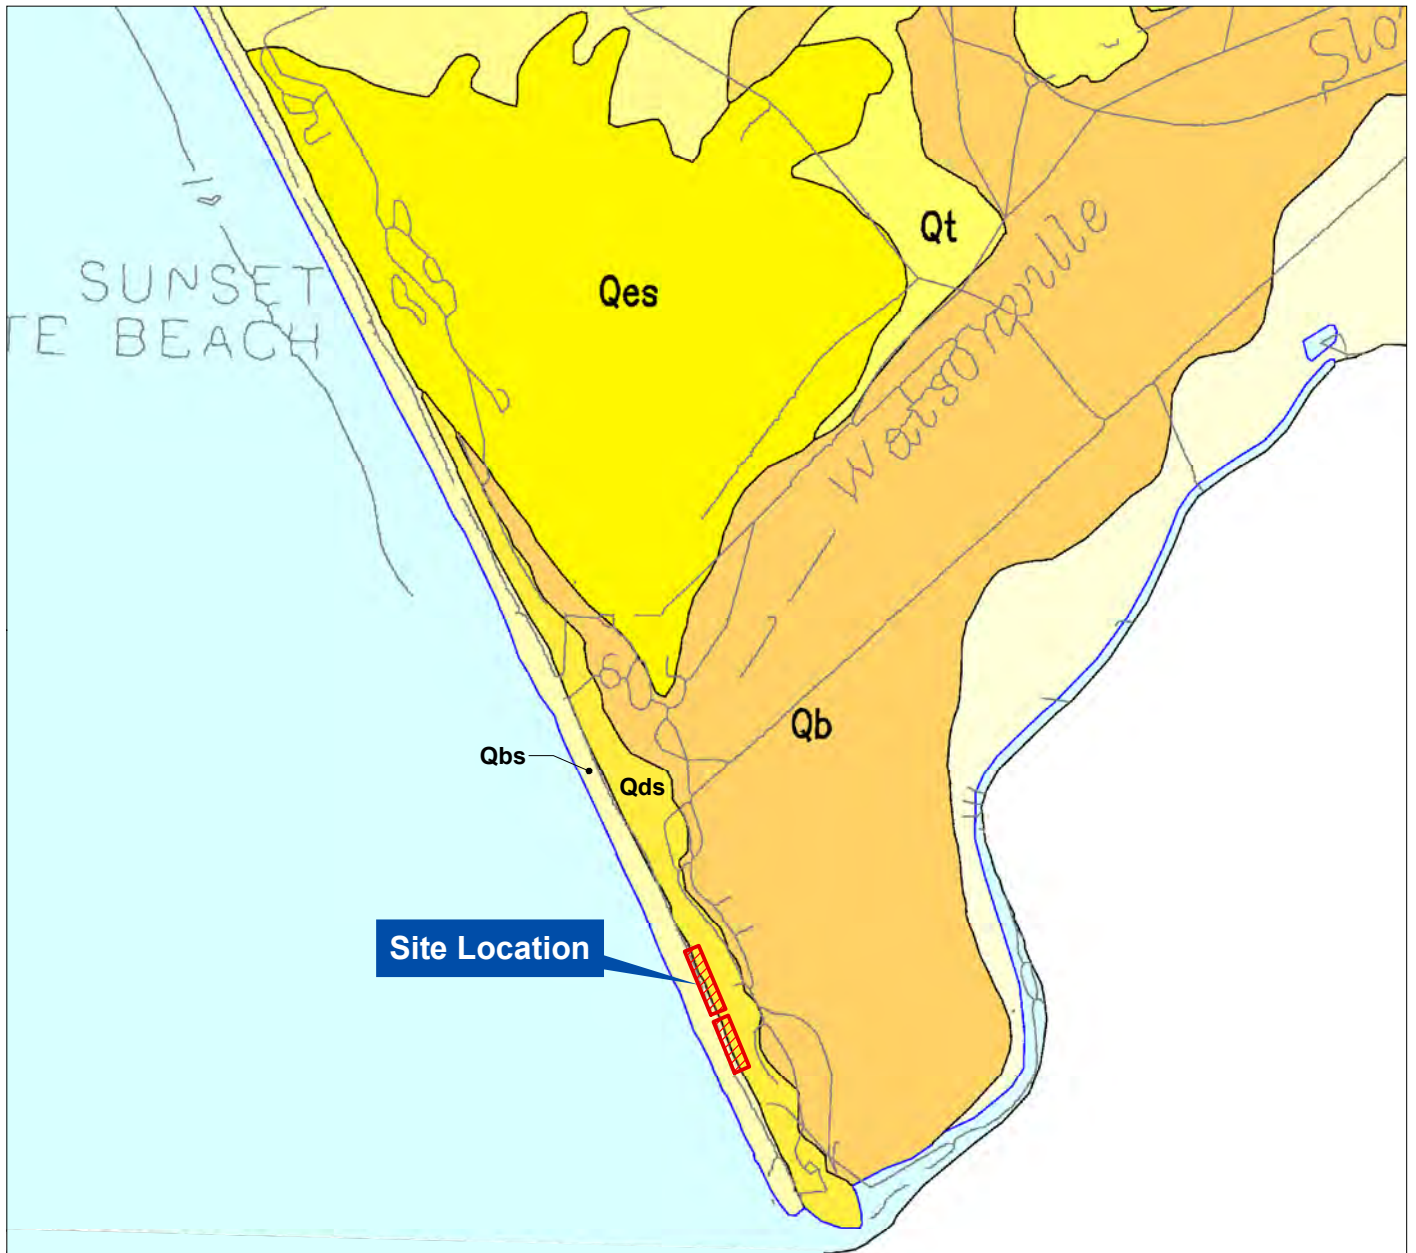 Slo
Qt
Watsonville
SUNSET
Qes
TE BEACH
Qb
Qbs
Qds
Site Location